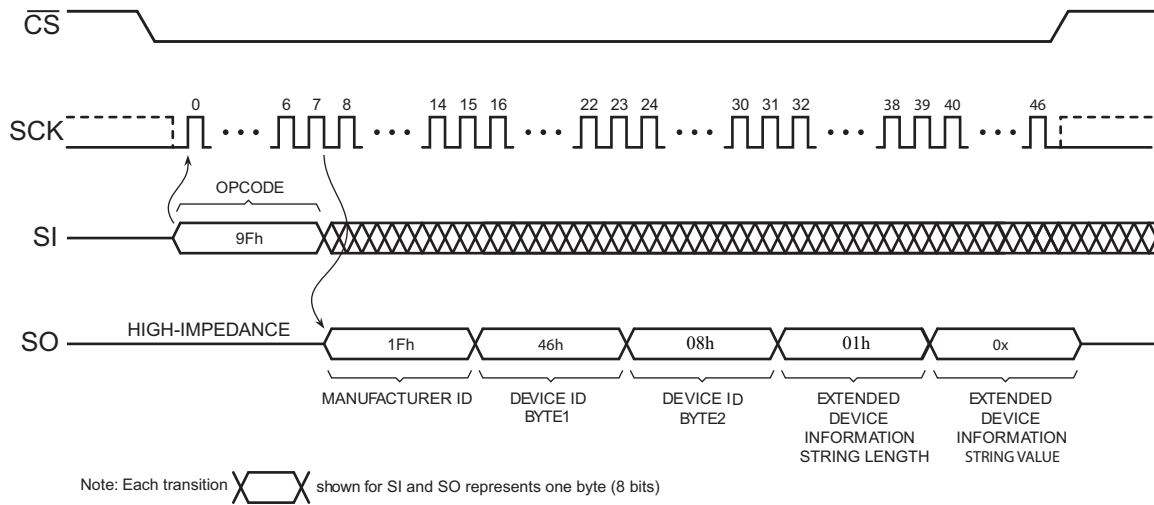 CS
0 6 7 8 14 15 16 22 23 24 30 31 32 38 39 40 46
SCK
OPCODE
SI
9Fh
HIGH-IMPEDANCE
SO
1Fh 46h 08h 01h 0x
MANUFACTURER ID
DEVICE ID
BYTE1
DEVICE ID
BYTE2
EXTENDED
DEVICE
INFORMATION
STRING LENGTH
EXTENDED
DEVICE
INFORMATION
STRING VALUE
Note: Each transition shown for SI and SO represents one byte (8 bits)